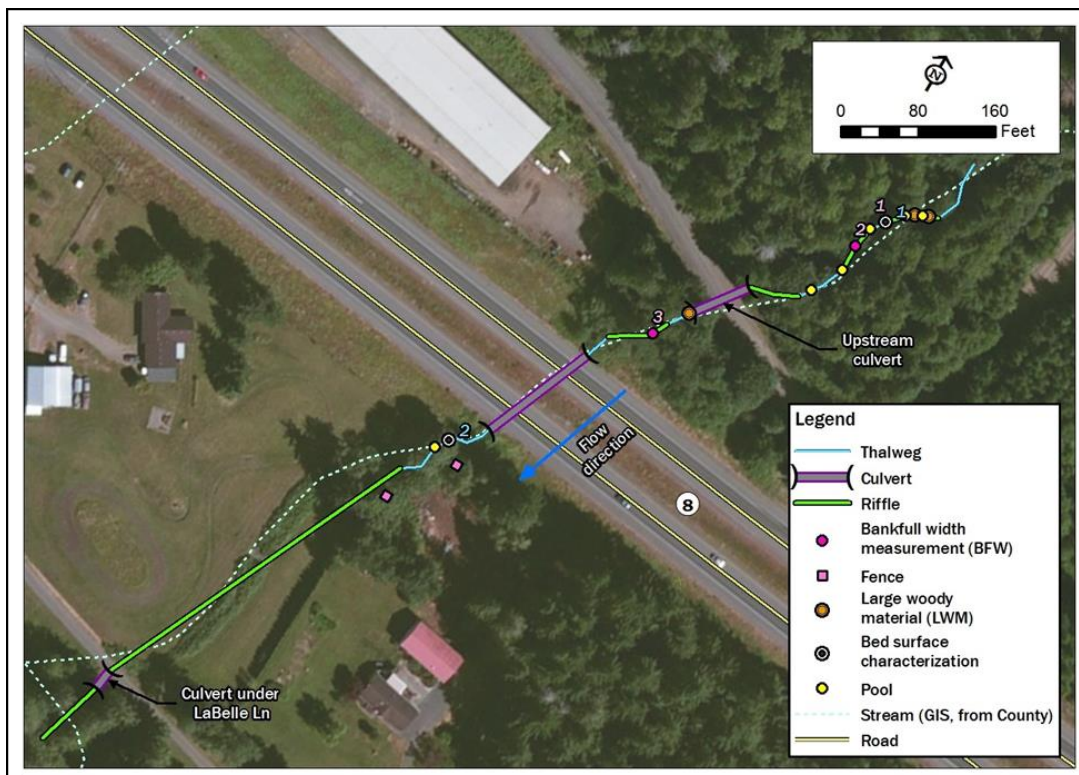 N
0 80 160
Feet
1 1
2
3
Upstream
culvert
2
Flow
direction
8
Culvert under
LaBelle Ln
Legend
Thalweg
Culvert
Riffle
Bankfull width
measurement (BFW)
Fence
Large woody
material (LWM)
Bed surface
characterization
Pool
Stream (GIS, from County)
Road